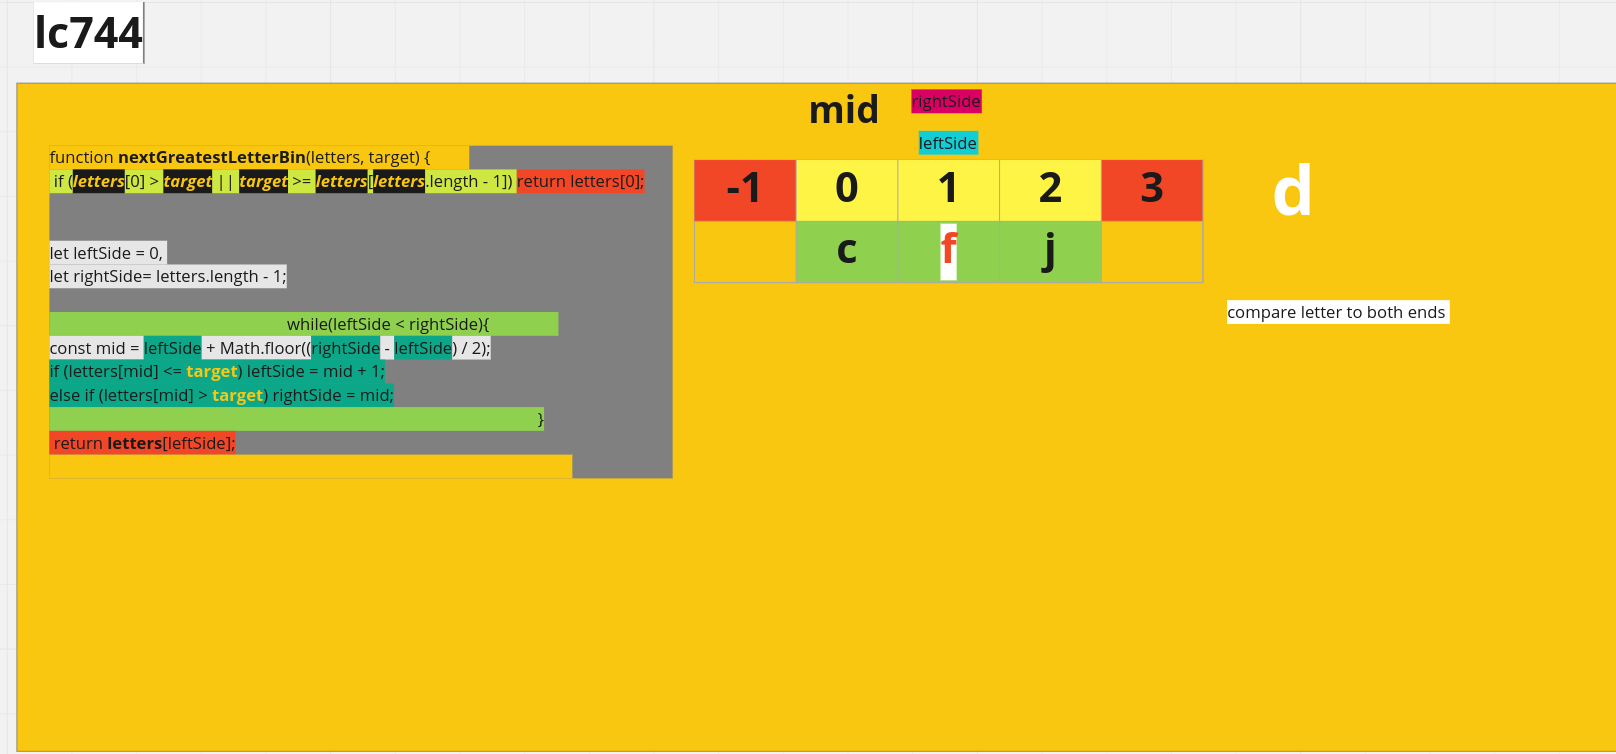 lc744
function nextGreatestLetterBin(letters, target) {
if (letters[0] > target || target >= letters[letters.length - 1]) return letters[0];
let leftSide = 0,
let rightSide= letters.length - 1;
while(leftSide < rightSide){
const mid = leftSide + Math.floor((rightSide - leftSide) / 2);
if (letters[mid] <= target) leftSide = mid + 1;
else if (letters[mid] > target) rightSide = mid;
}
return letters[leftSide];
mid
rightSide
leftSide
-1 0 1 2 3
c f j
d
compare letter to both ends